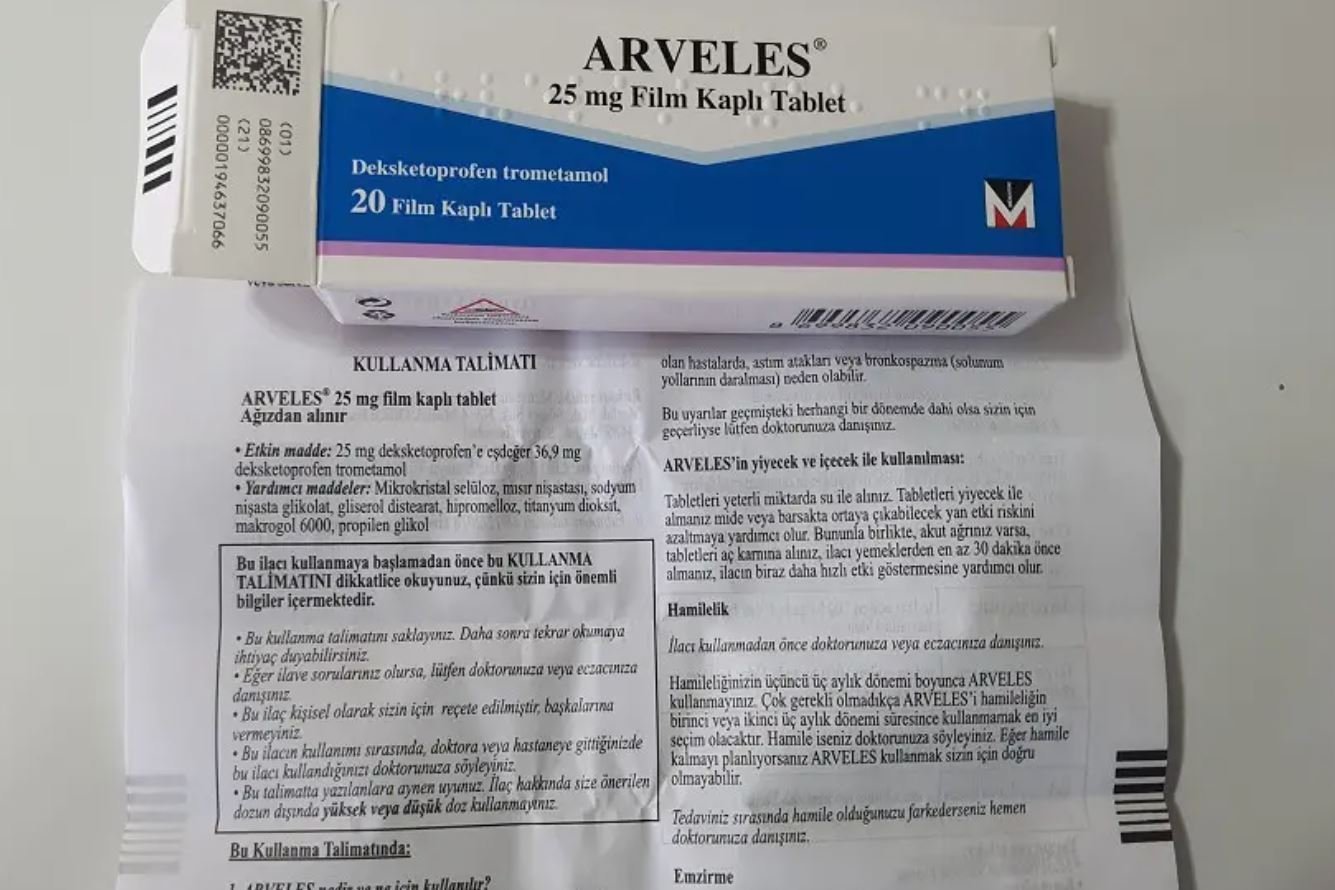 ARVELES®
25 mg Film Kaplı Tablet
Deksketoprofen trometamol
20 Film Kaplı Tablet
(01)
08699832090055
(21)
00000194637066
KULLANMA TALİMATI
ARVELES® 25 mg film kaplı tablet
Ağızdan alınır
• Etkin madde: 25 mg deksketoprofen'e eşdeğer 36,9 mg
deksketoprofen trometamol
• Yardımcı maddeler: Mikrokristal selüloz, mısır nişastası, sodyum
nişasta glikolat, gliserol distearat, hipromelloz, titanyum dioksit,
makrogol 6000, propilen glikol
Bu ilacı kullanmaya başlamadan önce bu KULLANMA
TALİMATINI dikkatlice okuyunuz, çünkü sizin için önemli
bilgiler içermektedir.
• Bu kullanma talimatını saklayınız. Daha sonra tekrar okumaya
ihtiyaç duyabilirsiniz.
• Eğer ilave sorularınız olursa, lütfen doktorunuza veya eczacınıza
danışınız.
• Bu ilaç kişisel olarak sizin için reçete edilmiştir, başkalarına
vermeyiniz.
• Bu ilacın kullanımı sırasında, doktora veya hastaneye gittiğinizde
bu ilacı kullandığınızı doktorunuza söyleyiniz.
• Bu talimatta yazılanlara aynen uyunuz. İlaç hakkında size önerilen
dozun dışında yüksek veya düşük doz kullanmayınız.
Bu Kullanma Talimatında:
1. ARVELES nedir ve ne için kullanılır?
olan hastalarda, astım atakları veya bronkospazma (solunum
yollarının daralması) neden olabilir.
Bu uyarılar geçmişteki herhangi bir dönemde dahi olsa sizin için
geçerliyse lütfen doktorunuza danışınız.
ARVELES'in yiyecek ve içecek ile kullanılması:
Tabletleri yeterli miktarda su ile alınız. Tabletleri yiyecek ile
almanız mide veya barsakta ortaya çıkabilecek yan etki riskini
azaltmaya yardımcı olur. Bununla birlikte, akut ağrınız varsa,
tabletleri aç karnına alınız, ilacı yemeklerden en az 30 dakika önce
almanız, ilacın biraz daha hızlı etki göstermesine yardımcı olur.
Hamilelik
İlacı kullanmadan önce doktorunuza veya eczacınıza danışınız.
Hamileliğinizin üçüncü üç aylık dönemi boyunca ARVELES
kullanmayınız. Çok gerekli olmadıkça ARVELES'i hamileliğin
birinci veya ikinci üç aylık dönemi süresince kullanmamak en iyi
seçim olacaktır. Hamile iseniz doktorunuza söyleyiniz. Eğer hamile
kalmayı planlıyorsanız ARVELES kullanmak sizin için doğru
olmayabilir.
Tedaviniz sırasında hamile olduğunuzu farkederseniz hemen
doktorunuza danışınız.
Emzirme